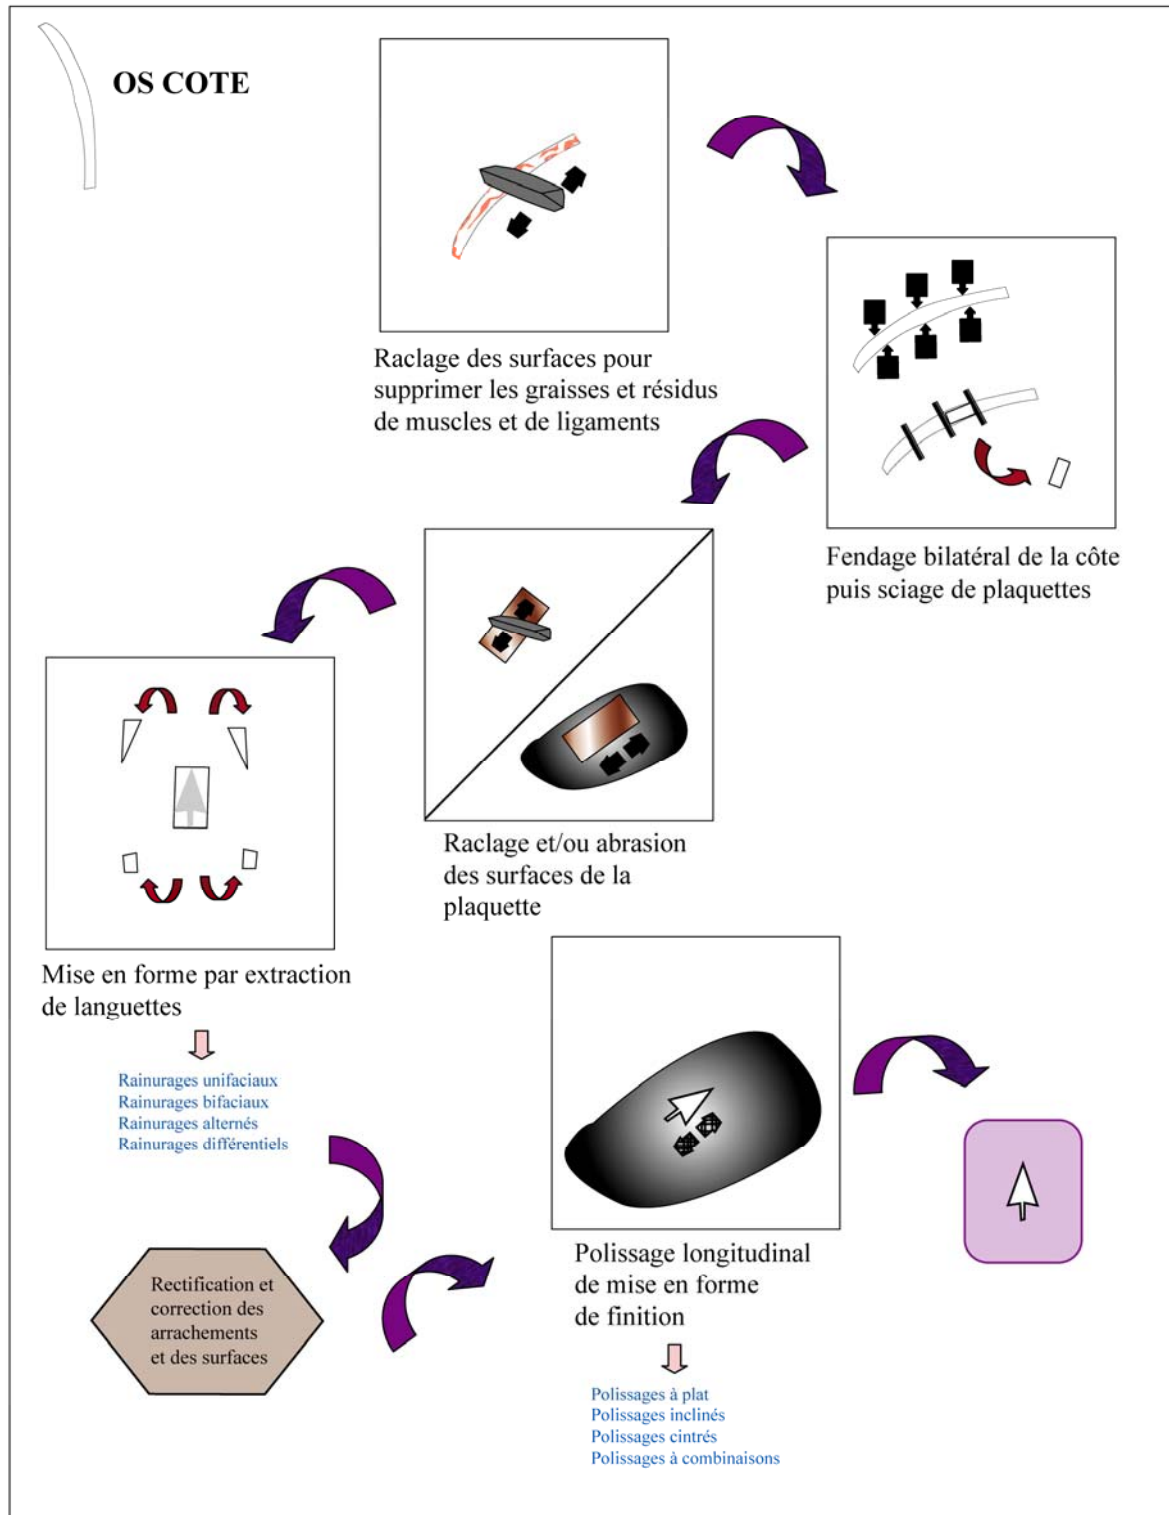 OS COTE
Raclage des surfaces pour
supprimer les graisses et résidus
de muscles et de ligaments
Fendage bilatéral de la côte
puis sciage de plaquettes
Raclage et/ou abrasion
des surfaces de la
plaquette
Mise en forme par extraction
de languettes
Rainurages unifaciaux
Rainurages bifaciaux
Rainurages alternés
Rainurages différentiels
Rectification et
correction des
arrachements
et des surfaces
Polissage longitudinal
de mise en forme
de finition
Polissages à plat
Polissages inclinés
Polissages cintrés
Polissages à combinaisons